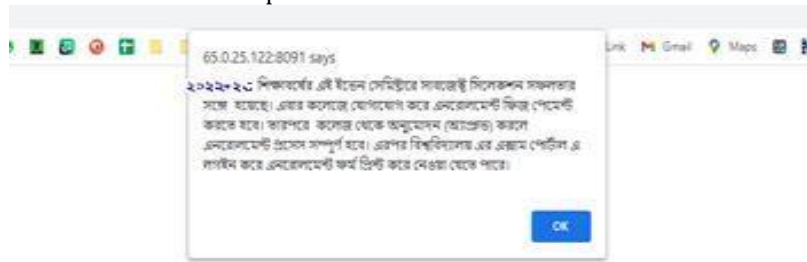 Link Gmail Maps
65.0.25.122:8091 says
২০২২-২৩ শিক্ষাবর্ষের এই ইভেন সেমিস্টারে সাবজেক্ট সিলেকশন সফলতার
সঙ্গে হয়েছে। এবার কলেজে যোগাযোগ করে এনরোলমেন্ট ফিজ পেমেন্ট
করতে হবে। তারপরে কলেজ থেকে অনুমোদন (অ্যাপ্রুভ) করলে
এনরোলমেন্ট প্রসেস সম্পূর্ণ হবে। এরপর বিশ্ববিদ্যালয় এর এক্সাম পোর্টাল এ
লগইন করে এনরোলমেন্ট ফর্ম প্রিন্ট করে নেওয়া যেতে পারে।
OK